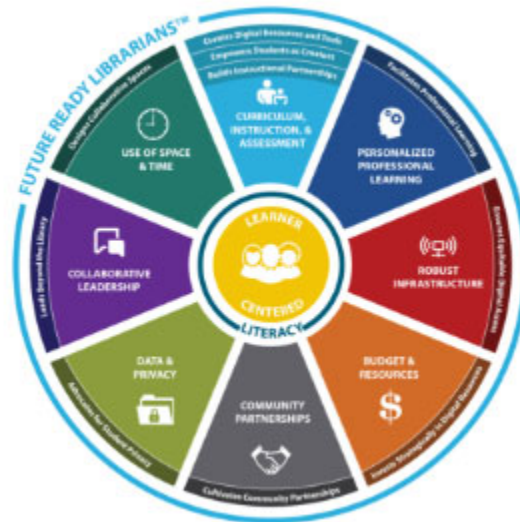 FUTURE READY LIBRARIANS™
Curates Digital Resources and Tools
Empowers Students as Creators
Builds Instructional Partnerships
CURRICULUM,
INSTRUCTION, &
ASSESSMENT
Facilitates Professional Learning
PERSONALIZED
PROFESSIONAL
LEARNING
Ensures Equitable Digital Access
ROBUST
INFRASTRUCTURE
Invests Strategically in Digital Resources
BUDGET &
RESOURCES
$
Cultivates Community Partnerships
COMMUNITY
PARTNERSHIPS
Advocates for Student Privacy
DATA &
PRIVACY
Leads Beyond the Library
COLLABORATIVE
LEADERSHIP
Designs Collaborative Spaces
USE OF SPACE
& TIME
LEARNER
CENTERED
LITERACY